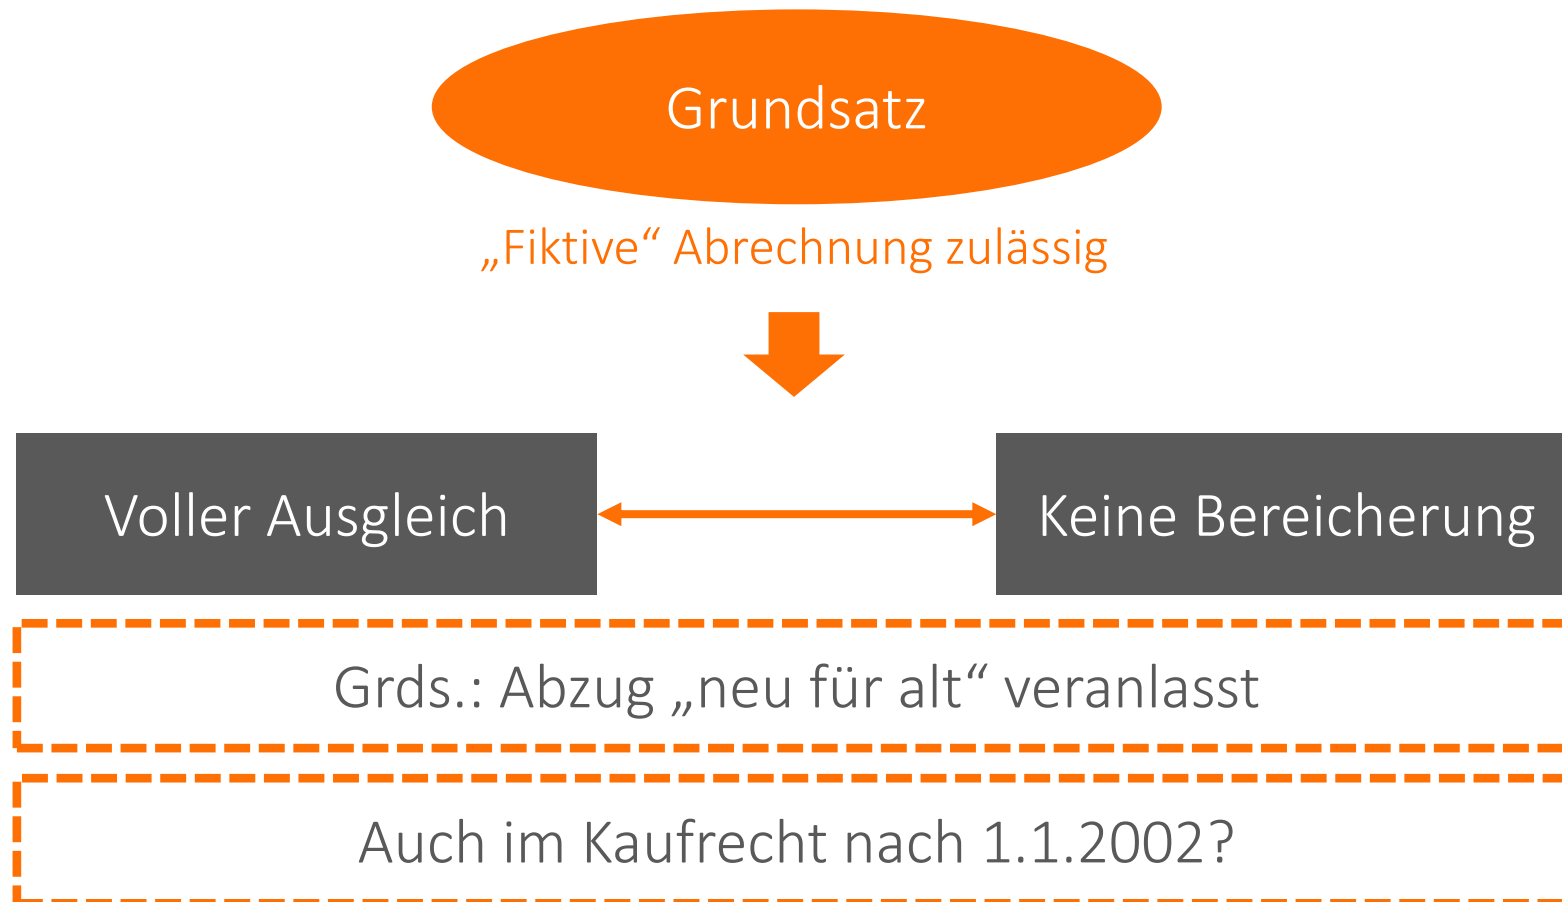 Grundsatz
„Fiktive“ Abrechnung zulässig
Voller Ausgleich
Keine Bereicherung
Grds.: Abzug „neu für alt“ veranlasst
Auch im Kaufrecht nach 1.1.2002?